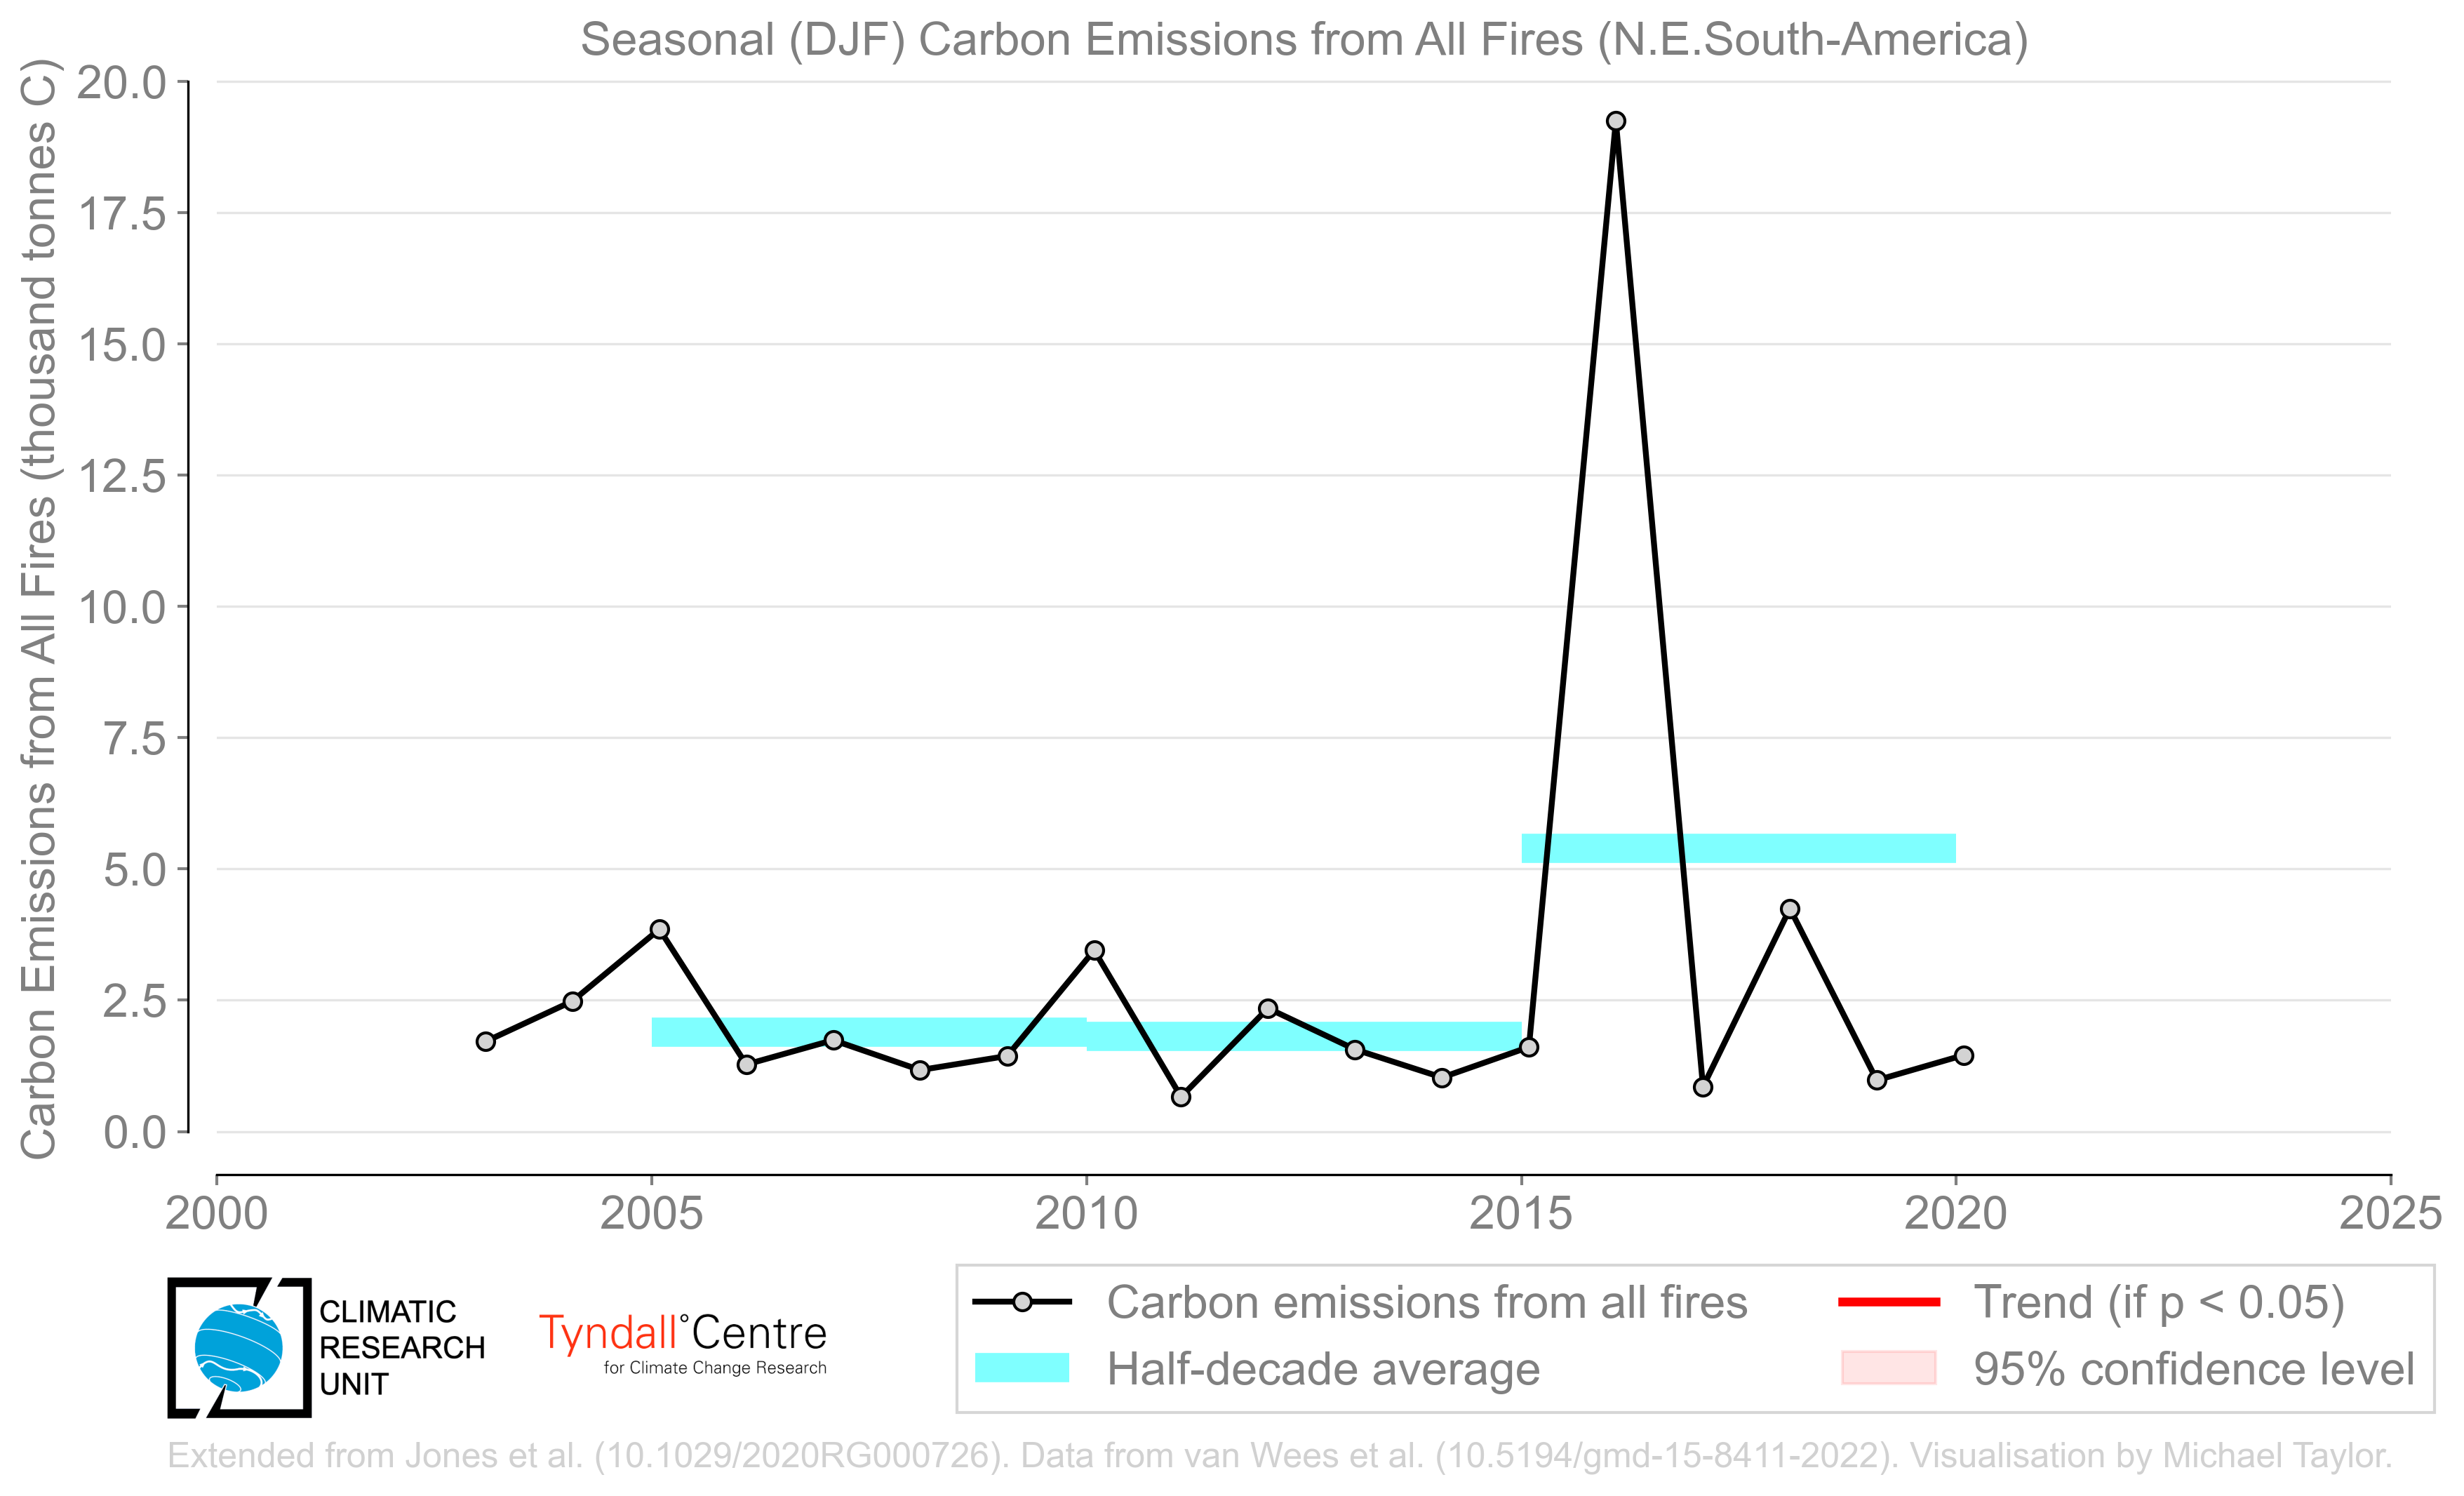 Seasonal (DJF) Carbon Emissions from All Fires (N.E.South-America)
Carbon Emissions from All Fires (thousand tonnes C)
20.0
17.5
15.0
12.5
10.0
7.5
5.0
2.5
0.0
2000
2005
2010
2015
2020
2025
CLIMATIC
RESEARCH
UNIT
Tyndall°Centre
for Climate Change Research
Carbon emissions from all fires
Half-decade average
Trend (if p < 0.05)
95% confidence level
Extended from Jones et al. (10.1029/2020RG000726). Data from van Wees et al. (10.5194/gmd-15-8411-2022). Visualisation by Michael Taylor.